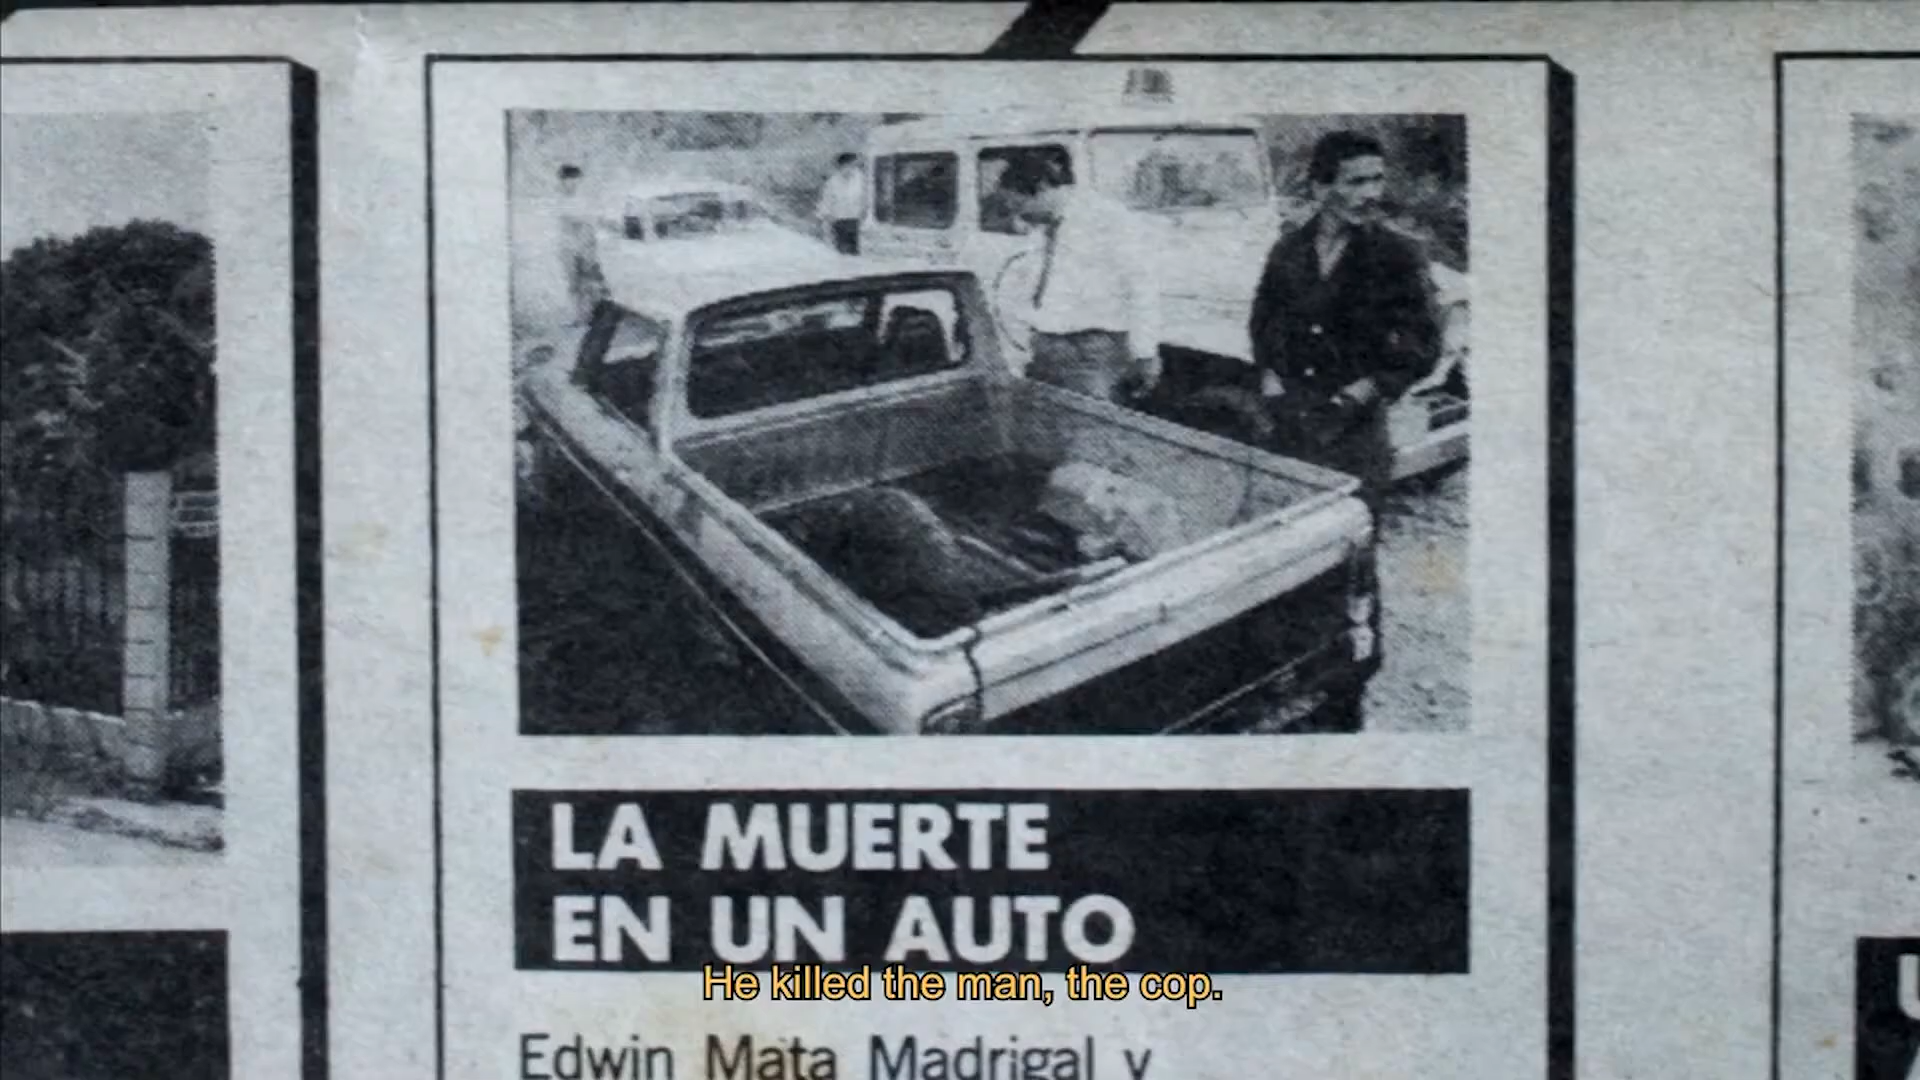 LA MUERTE
EN UN AUTO
He killed the man, the cop.
Edwin Mata Madrigal y